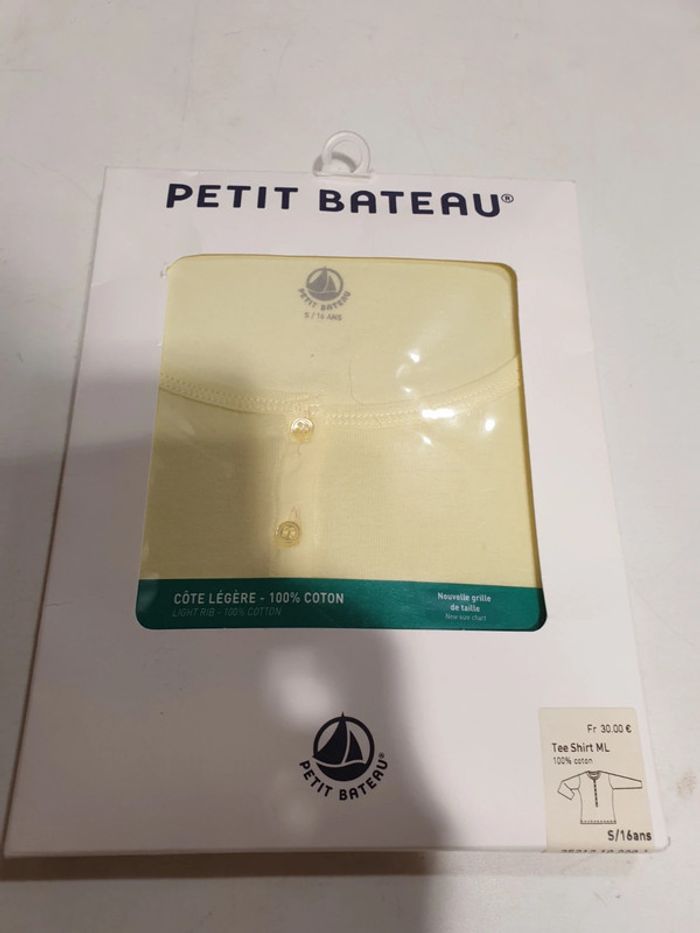 PETIT BATEAU®
PETIT BATEAU
S / 16 ANS
CÔTE LÉGÈRE - 100% COTON
LIGHT RIB - 100% COTTON
Nouvelle grille
de taille
New size chart
PETIT BATEAU®
Fr 30.00 €
Tee Shirt ML
100% coton
S/16ans